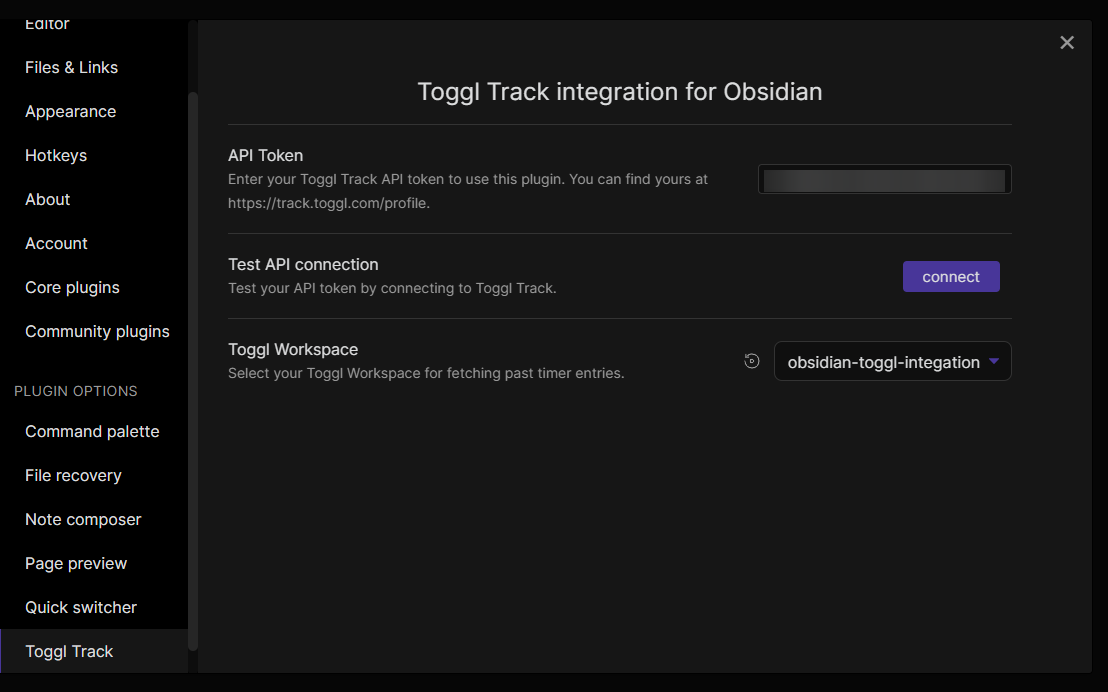 Editor
Files & Links
Appearance
Hotkeys
About
Account
Core plugins
Community plugins
PLUGIN OPTIONS
Command palette
File recovery
Note composer
Page preview
Quick switcher
Toggl Track
Toggl Track integration for Obsidian
API Token
Enter your Toggl Track API token to use this plugin. You can find yours at
https://track.toggl.com/profile.
Test API connection
Test your API token by connecting to Toggl Track.
connect
Toggl Workspace
Select your Toggl Workspace for fetching past timer entries.
obsidian-toggl-integation